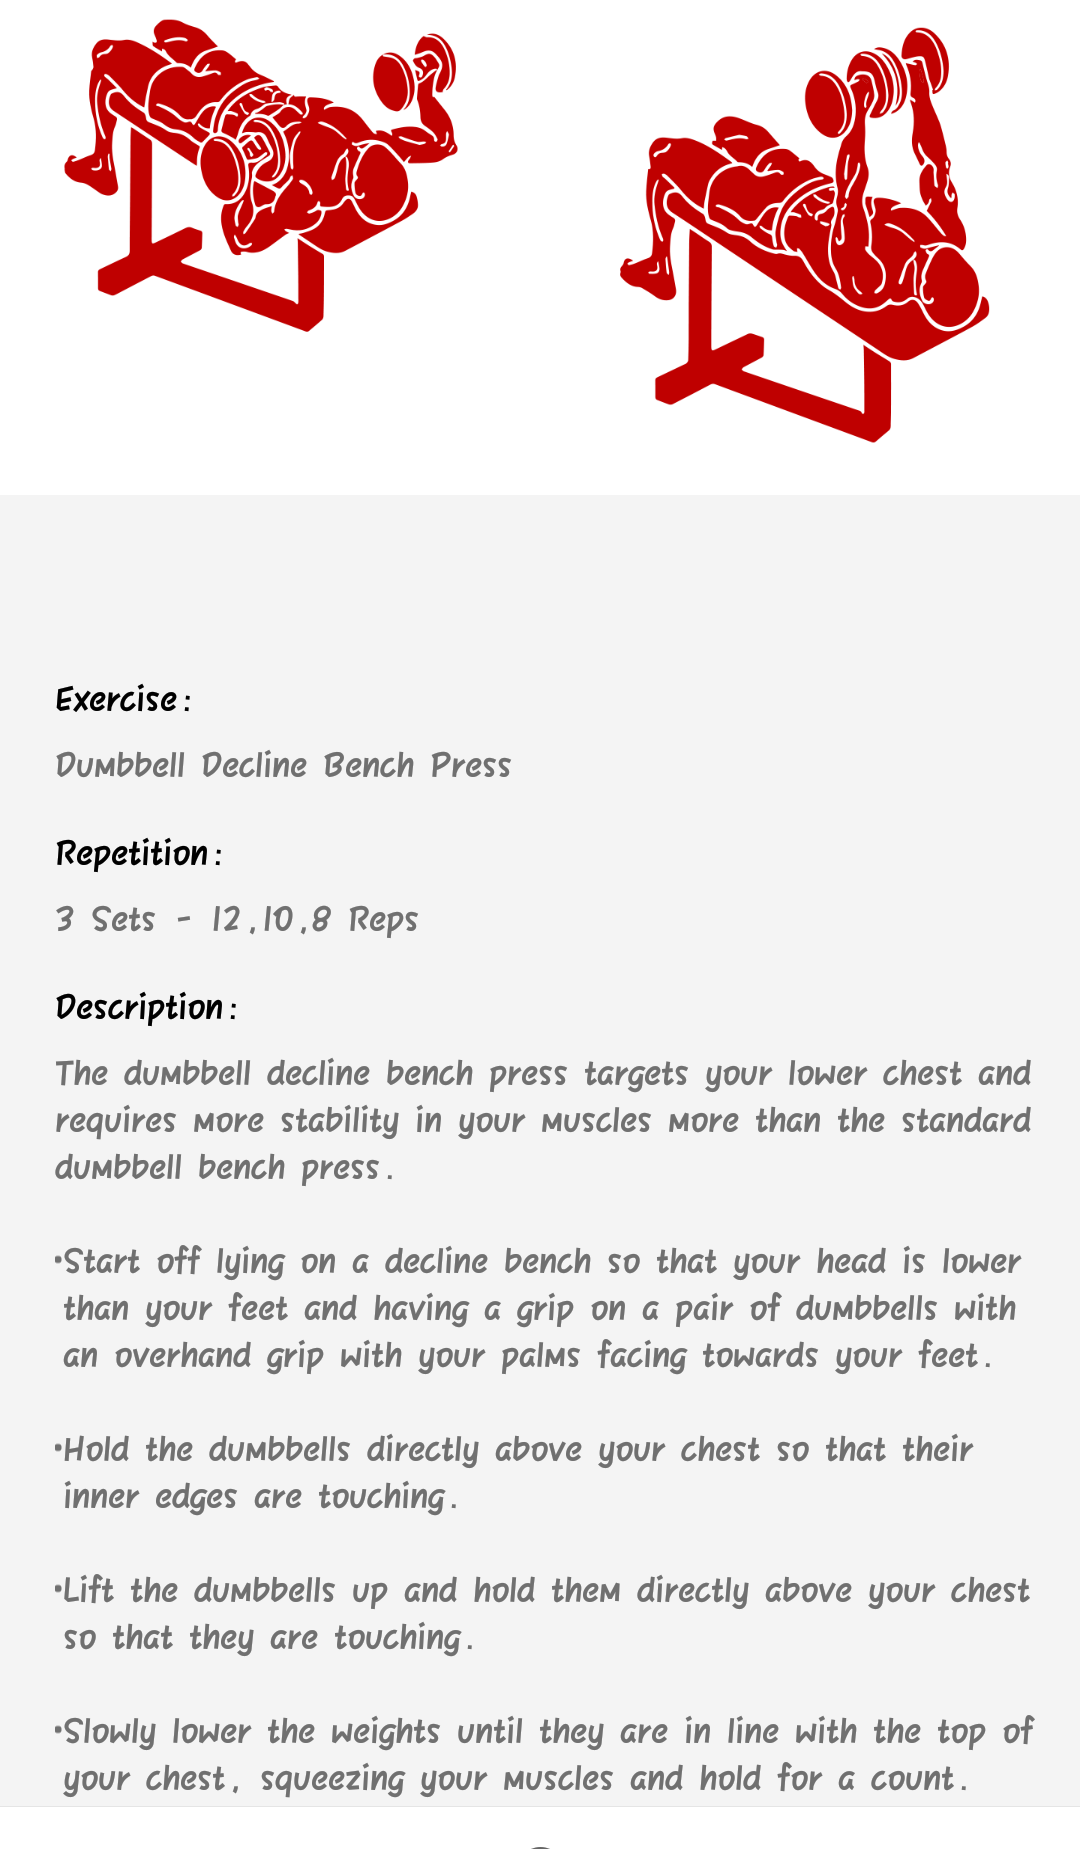 Exercise:
Dumbbell Decline Bench Press
Repetition:
3 Sets - 12,10,8 Reps
Description:
The dumbbell decline bench press targets your lower chest and
requires more stability in your muscles more than the standard
dumbbell bench press.
•Start off lying on a decline bench so that your head is lower
than your feet and having a grip on a pair of dumbbells with
an overhand grip with your palms facing towards your feet.
•Hold the dumbbells directly above your chest so that their
inner edges are touching.
•Lift the dumbbells up and hold them directly above your chest
so that they are touching.
•Slowly lower the weights until they are in line with the top of
your chest, squeezing your muscles and hold for a count.